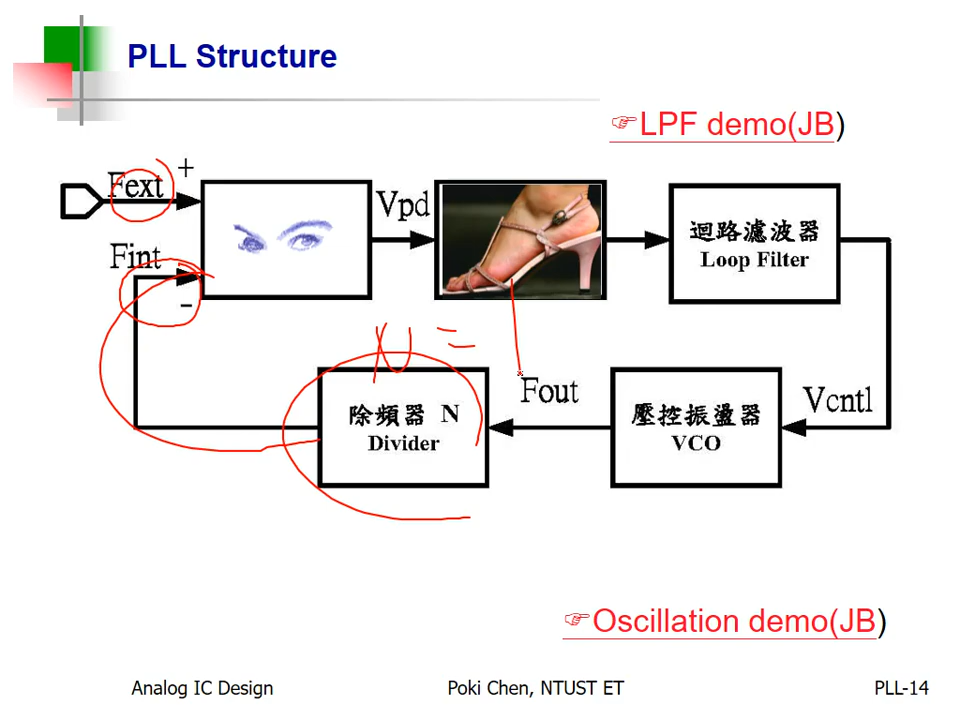 PLL Structure
☞LPF demo(JB)
Fext
+
Vpd
迴路濾波器
Loop Filter
Fint
-
N =
除頻器 N
Divider
Fout
壓控振盪器
VCO
Vcntl
☞Oscillation demo(JB)
Analog IC Design
Poki Chen, NTUST ET
PLL-14